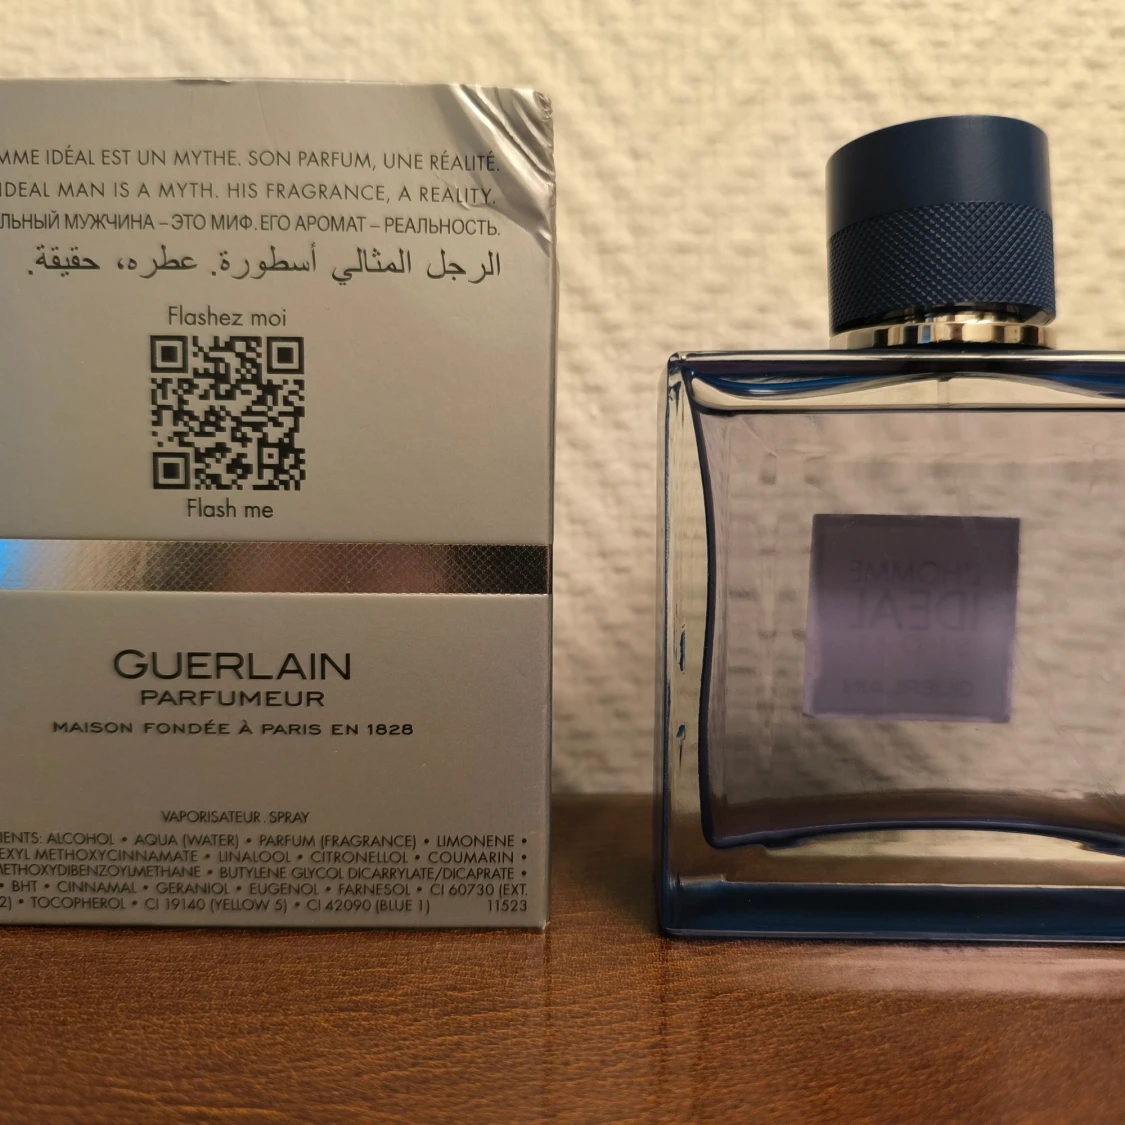 MME IDÉAL EST UN MYTHE. SON PARFUM, UNE RÉALITÉ.
IDEAL MAN IS A MYTH. HIS FRAGRANCE, A REALITY.
ЛЬНЫЙ МУЖЧИНА – ЭТО МИФ. ЕГО АРОМАТ – РЕАЛЬНОСТЬ.
الرجل المثالي أسطورة. عطره، حقيقة.
Flashez moi
Flash me
GUERLAIN
PARFUMEUR
MAISON FONDÉE À PARIS EN 1828
VAPORISATEUR . SPRAY
IENTS: ALCOHOL • AQUA (WATER) • PARFUM (FRAGRANCE) • LIMONENE •
EXYL METHOXYCINNAMATE • LINALOOL • CITRONELLOL • COUMARIN •
METHOXYDIBENZOYLMETHANE • BUTYLENE GLYCOL DICAPRYLATE/DICAPRATE •
• BHT • CINNAMAL • GERANIOL • EUGENOL • FARNESOL • CI 60730 (EXT.
2) • TOCOPHEROL • CI 19140 (YELLOW 5) • CI 42090 (BLUE 1) 11523
L'HOMME
IDEAL
GUERLAIN